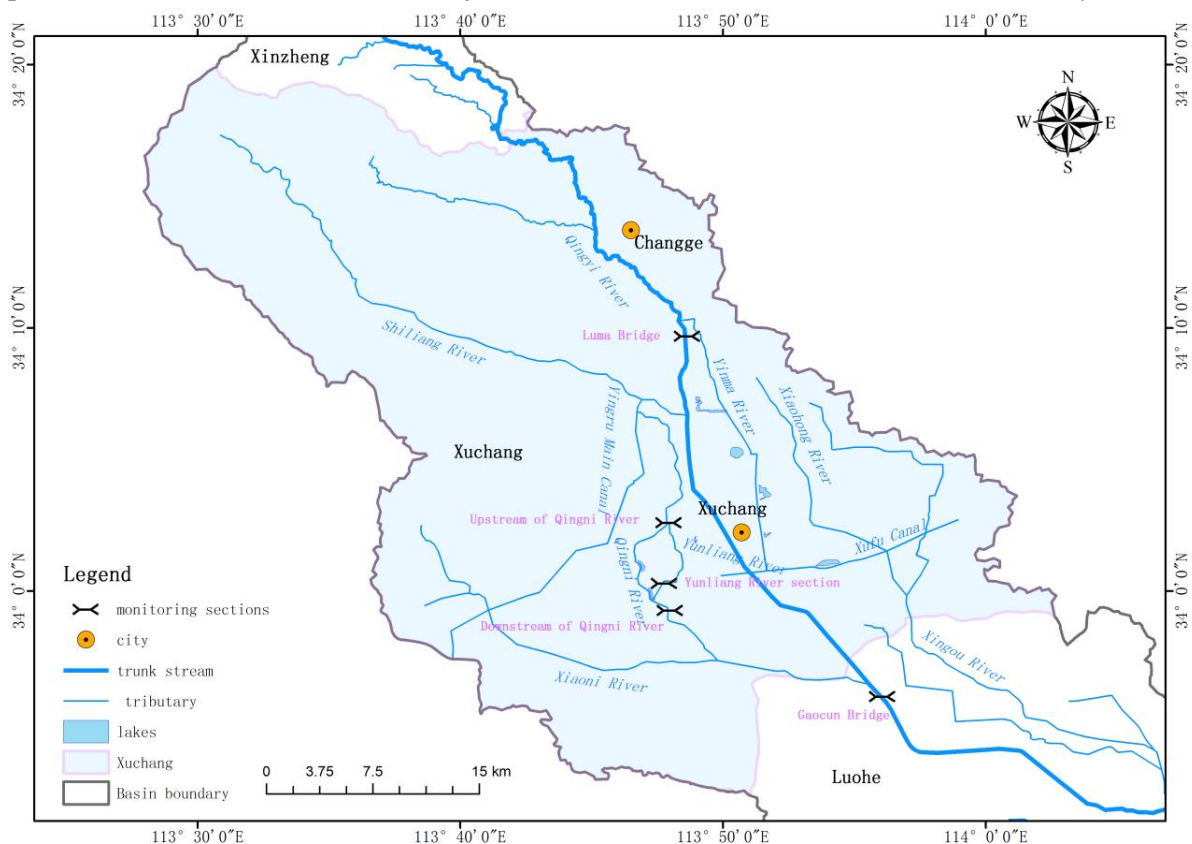 113° 30′ 0″E
113° 40′ 0″E
113° 50′ 0″E
114° 0′ 0″E
34° 20′ 0″N
34° 20′ 0″N
Xinzheng
N
W
E
S
Changge
Qingyi River
34° 10′ 0″N
34° 10′ 0″N
Luma Bridge
Shiliang River
Yinma River
Xiaohong River
Yingru Main Canal
Xuchang
Xuchang
Upstream of Qingni River
Xufu Canal
Yunliang River
Qingni River
Yunliang River section
34° 0′ 0″N
34° 0′ 0″N
Downstream of Qingni River
Xingou River
Xiaoni River
Gaocun Bridge
Luohe
Legend
monitoring sections
city
trunk stream
tributary
lakes
Xuchang
Basin boundary
0 3.75 7.5 15 km
113° 30′ 0″E
113° 40′ 0″E
113° 50′ 0″E
114° 0′ 0″E